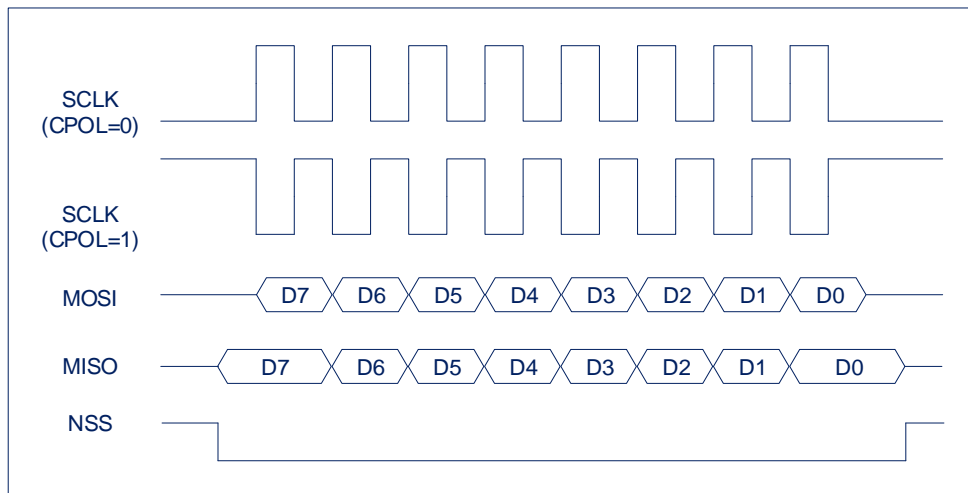 SCLK
(CPOL=0)
SCLK
(CPOL=1)
MOSI D7 D6 D5 D4 D3 D2 D1 D0
MISO D7 D6 D5 D4 D3 D2 D1 D0
NSS